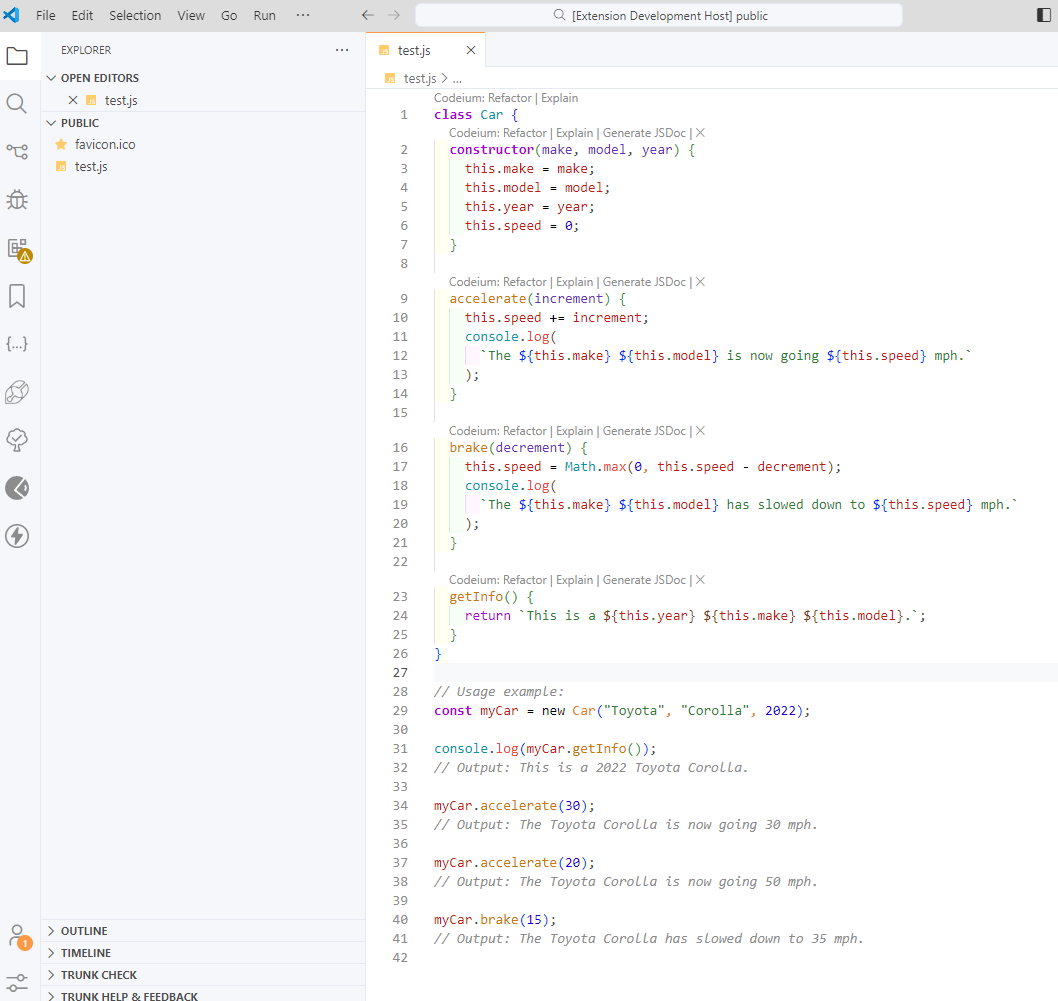 File Edit Selection View Go Run ··· [Extension Development Host] public
EXPLORER ···
OPEN EDITORS
test.js
PUBLIC
favicon.ico
test.js
OUTLINE
TIMELINE
TRUNK CHECK
TRUNK HELP & FEEDBACK
1
test.js
test.js > ...
Codeium: Refactor | Explain
1 class Car {
Codeium: Refactor | Explain | Generate JSDoc | X
2 constructor(make, model, year) {
3 this.make = make;
4 this.model = model;
5 this.year = year;
6 this.speed = 0;
7 }
8
Codeium: Refactor | Explain | Generate JSDoc | X
9 accelerate(increment) {
10 this.speed += increment;
11 console.log(
12 `The ${this.make} ${this.model} is now going ${this.speed} mph.`
13 );
14 }
15
Codeium: Refactor | Explain | Generate JSDoc | X
16 brake(decrement) {
17 this.speed = Math.max(0, this.speed - decrement);
18 console.log(
19 `The ${this.make} ${this.model} has slowed down to ${this.speed} mph.`
20 );
21 }
22
Codeium: Refactor | Explain | Generate JSDoc | X
23 getInfo() {
24 return `This is a ${this.year} ${this.make} ${this.model}.`;
25 }
26 }
27
28 // Usage example:
29 const myCar = new Car("Toyota", "Corolla", 2022);
30
31 console.log(myCar.getInfo());
32 // Output: This is a 2022 Toyota Corolla.
33
34 myCar.accelerate(30);
35 // Output: The Toyota Corolla is now going 30 mph.
36
37 myCar.accelerate(20);
38 // Output: The Toyota Corolla is now going 50 mph.
39
40 myCar.brake(15);
41 // Output: The Toyota Corolla has slowed down to 35 mph.
42